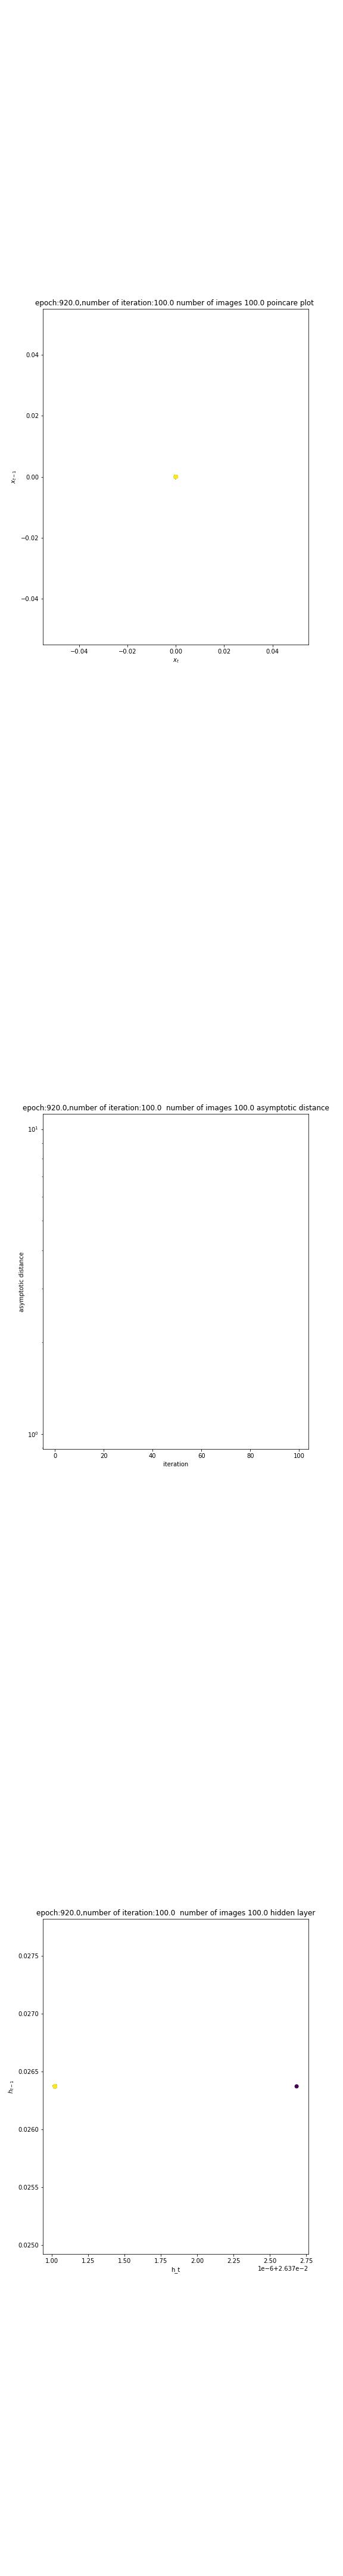 epoch:920.0,number of iteration:100.0 number of images 100.0 poincare plot
0.04
0.02
0.00
−0.02
−0.04
x_{t−1}
−0.04 −0.02 0.00 0.02 0.04
x_t
epoch:920.0,number of iteration:100.0  number of images 100.0 asymptotic distance
10^1
asymptotic distance
10^0
0 20 40 60 80 100
iteration
epoch:920.0,number of iteration:100.0  number of images 100.0 hidden layer
0.0275
0.0270
0.0265
h_{t−1}
0.0260
0.0255
0.0250
1.00 1.25 1.50 1.75 2.00 2.25 2.50 2.75
h_t
1e−6+2.637e−2